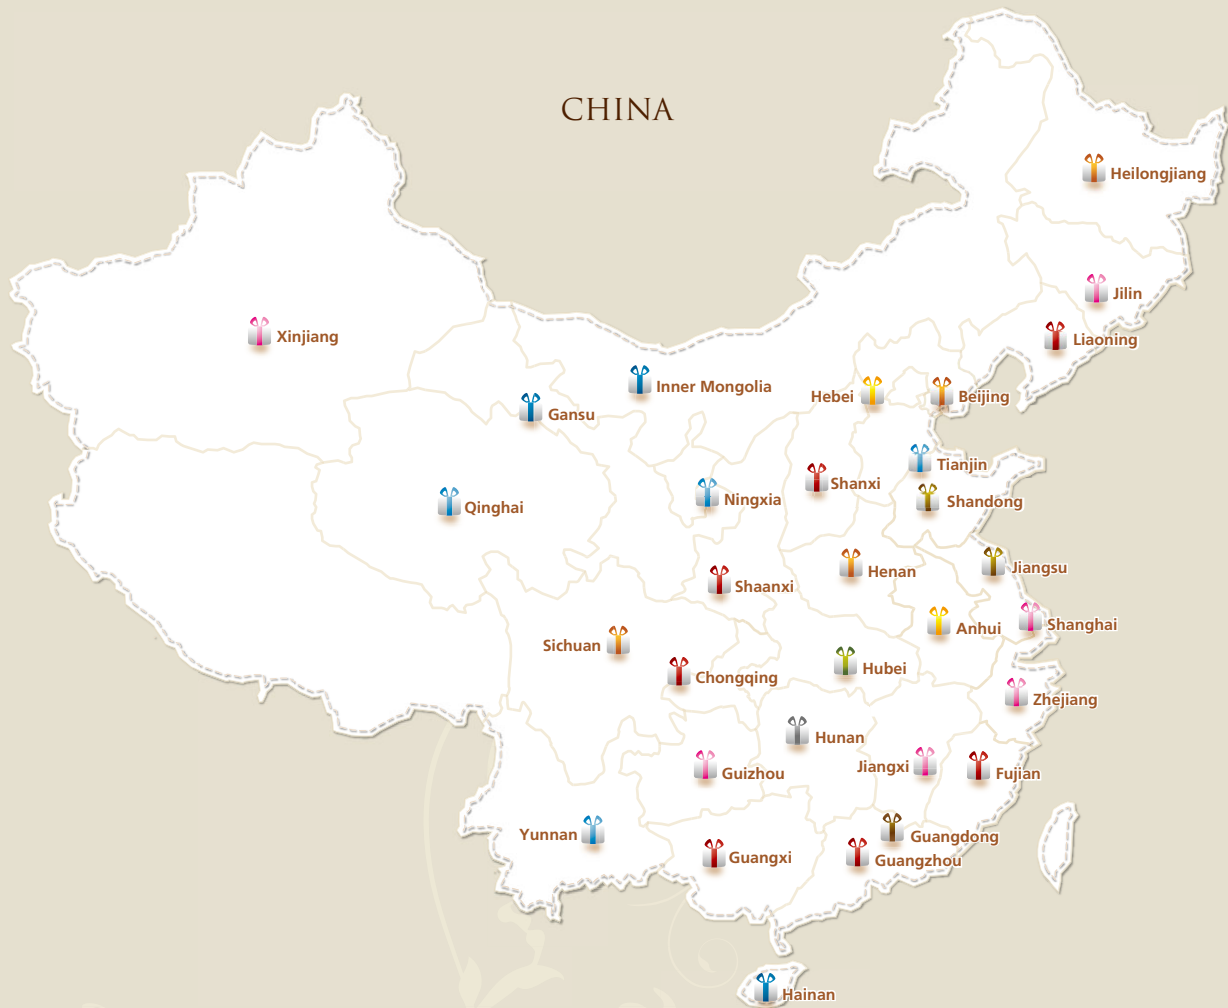 CHINA
Heilongjiang
Jilin
Xinjiang
Liaoning
Inner Mongolia
Hebei
Beijing
Gansu
Tianjin
Shanxi
Ningxia
Shandong
Qinghai
Jiangsu
Henan
Shaanxi
Shanghai
Anhui
Sichuan
Hubei
Chongqing
Zhejiang
Hunan
Jiangxi
Guizhou
Fujian
Yunnan
Guangdong
Guangxi
Guangzhou
Hainan